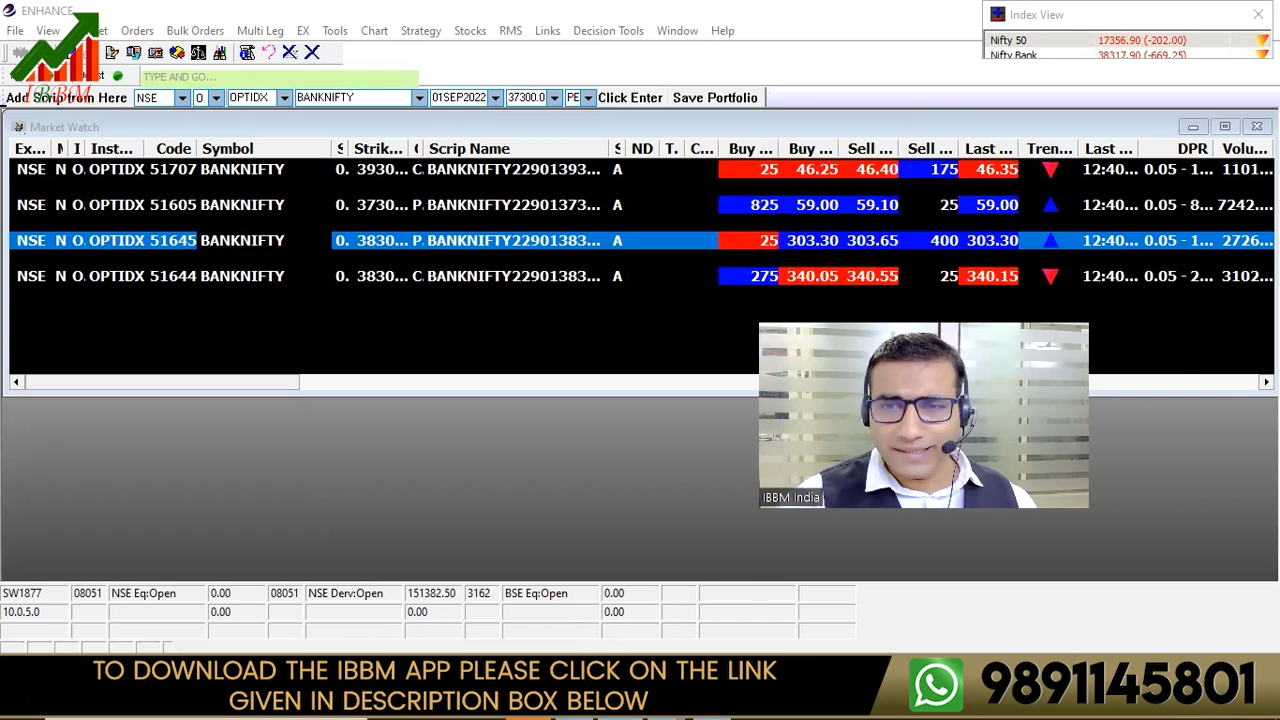 ENHANCE
File View Orders Bulk Orders Multi Leg EX Tools Chart Strategy Stocks RMS Links Decision Tools Window Help
IBBM
TYPE AND GO...
Add Scrip from Here NSE O OPTIDX BANKNIFTY 01SEP2022 37300.0 PE Click Enter Save Portfolio
Index View
Nifty 50 17356.90 (-202.00)
Nifty Bank 38317.90 (-669.25)
Market Watch
Ex... M I Inst... Code Symbol S Strik... Scrip Name S ND T. C... Buy ... Buy ... Sell ... Sell ... Last ... Tren... Last ... DPR Volu...
NSE N O. OPTIDX 51707 BANKNIFTY 0. 3930... C. BANKNIFTY22901393... A 25 46.25 46.40 175 46.35 12:40... 0.05 - 1... 1101...
NSE N O. OPTIDX 51605 BANKNIFTY 0. 3730... P. BANKNIFTY22901373... A 825 59.00 59.10 25 59.00 12:40... 0.05 - 8... 7242...
NSE N O. OPTIDX 51645 BANKNIFTY 0. 3830... P. BANKNIFTY22901383... A 25 303.30 303.65 400 303.30 12:40... 0.05 - 1... 2726...
NSE N O. OPTIDX 51644 BANKNIFTY 0. 3830... C. BANKNIFTY22901383... A 275 340.05 340.55 25 340.15 12:40... 0.05 - 2... 3102...
IBBM India
SW1877 08051 NSE Eq:Open 0.00 08051 NSE Derv:Open 151382.50 3162 BSE Eq:Open 0.00
10.0.5.0 0.00 0.00 0.00
TO DOWNLOAD THE IBBM APP PLEASE CLICK ON THE LINK
GIVEN IN DESCRIPTION BOX BELOW
9891145801